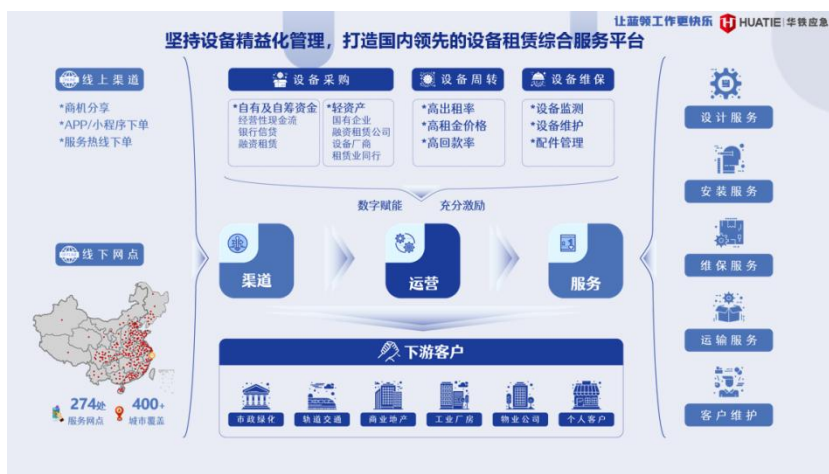 让蓝领工作更快乐 HUATIE 华铁应急
坚持设备精益化管理，打造国内领先的设备租赁综合服务平台
线上渠道
*商机分享
*APP/小程序下单
*服务热线下单
线下网点
274处
服务网点
400+
城市覆盖
设备采购
*自有及自筹资金
经营性现金流
银行信贷
融资租赁
*轻资产
国有企业
融资租赁公司
设备厂商
租赁业同行
设备周转
*高出租率
*高租金价格
*高回款率
设备维保
*设备监测
*设备维护
*配件管理
数字赋能 充分激励
渠道
运营
服务
下游客户
市政绿化
轨道交通
商业地产
工业厂房
物业公司
个人客户
设计服务
安装服务
维保服务
运输服务
客户维护